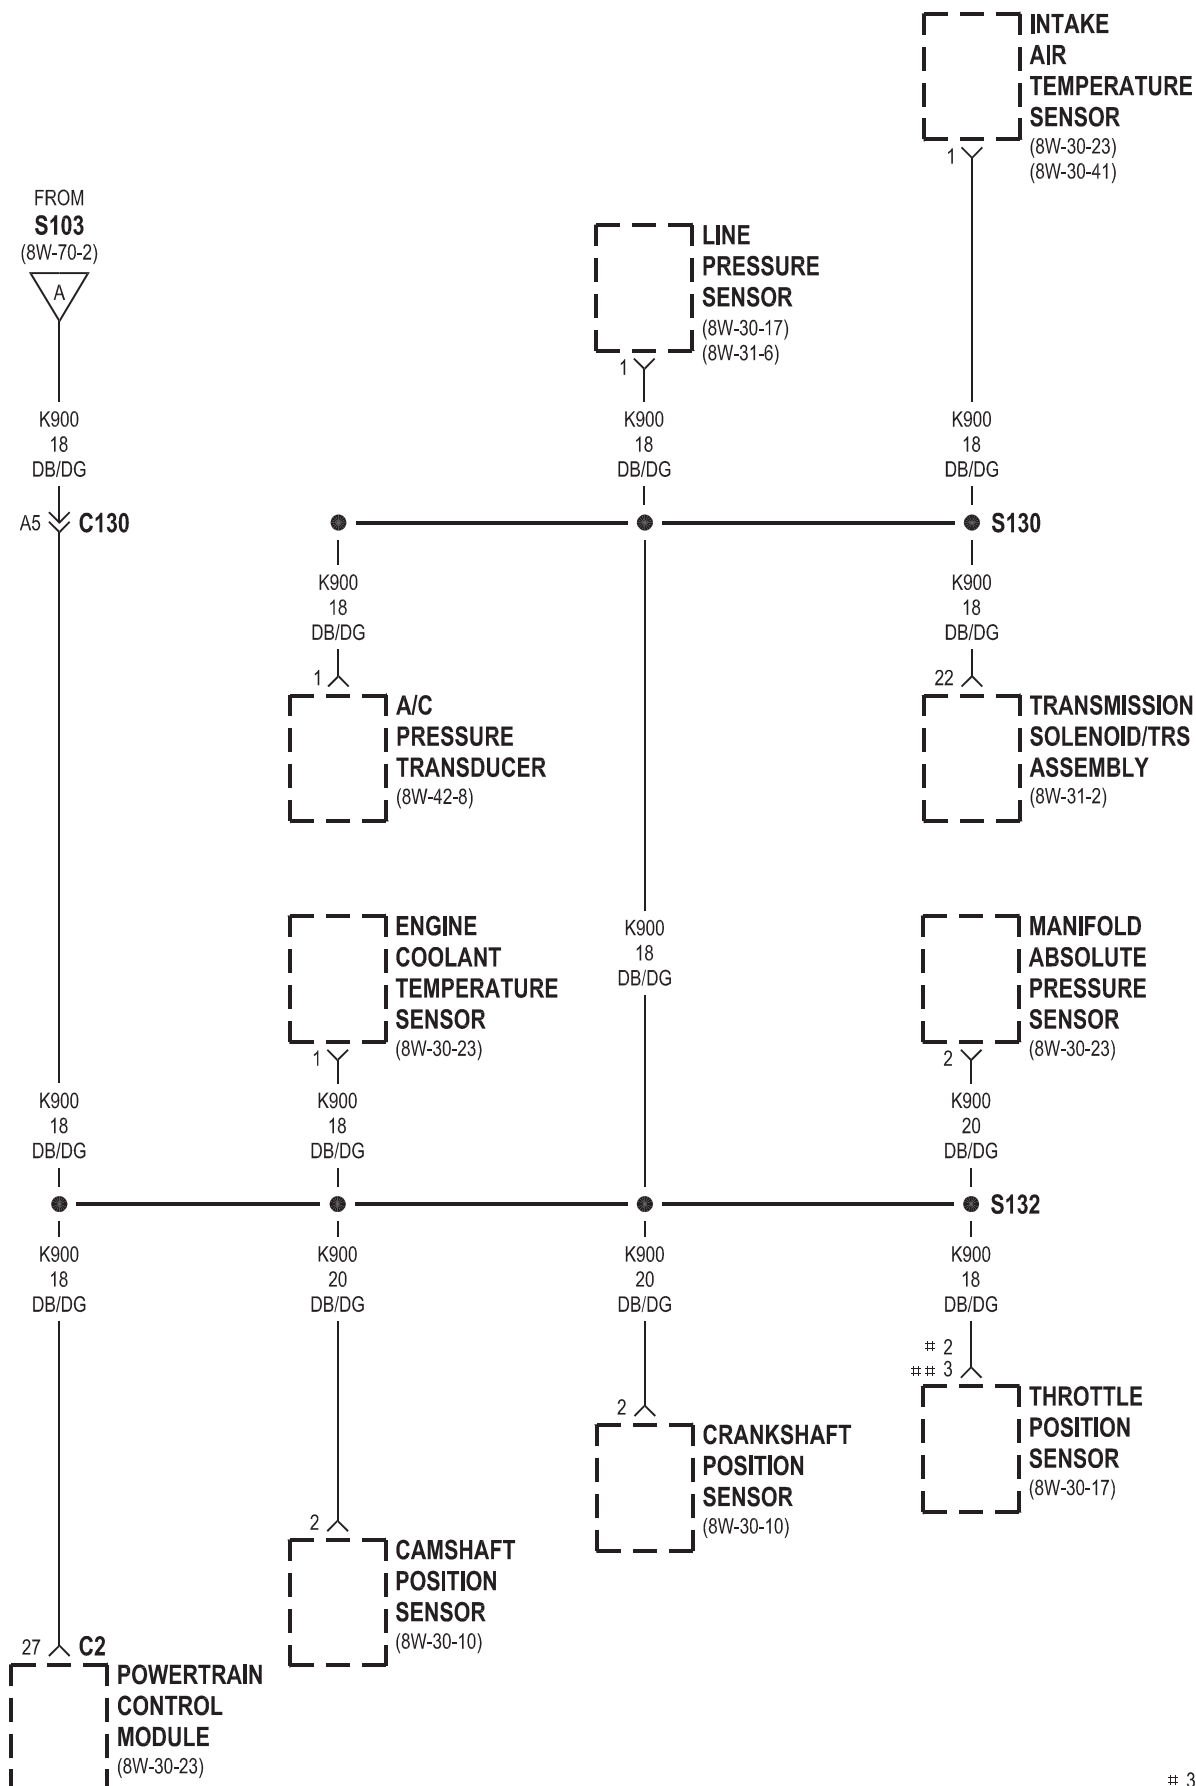 INTAKE
AIR
TEMPERATURE
SENSOR
(8W-30-23)
(8W-30-41)
1
FROM
S103
(8W-70-2)
A
LINE
PRESSURE
SENSOR
(8W-30-17)
(8W-31-6)
1
K900
18
DB/DG
K900
18
DB/DG
K900
18
DB/DG
A5 C130
S130
K900
18
DB/DG
K900
18
DB/DG
1
A/C
PRESSURE
TRANSDUCER
(8W-42-8)
22
TRANSMISSION
SOLENOID/TRS
ASSEMBLY
(8W-31-2)
ENGINE
COOLANT
TEMPERATURE
SENSOR
(8W-30-23)
1
K900
18
DB/DG
MANIFOLD
ABSOLUTE
PRESSURE
SENSOR
(8W-30-23)
2
K900
18
DB/DG
K900
18
DB/DG
K900
20
DB/DG
S132
K900
18
DB/DG
K900
20
DB/DG
K900
20
DB/DG
K900
18
DB/DG
# 2
## 3
THROTTLE
POSITION
SENSOR
(8W-30-17)
2
CRANKSHAFT
POSITION
SENSOR
(8W-30-10)
2
CAMSHAFT
POSITION
SENSOR
(8W-30-10)
27 C2
POWERTRAIN
CONTROL
MODULE
(8W-30-23)
# 3